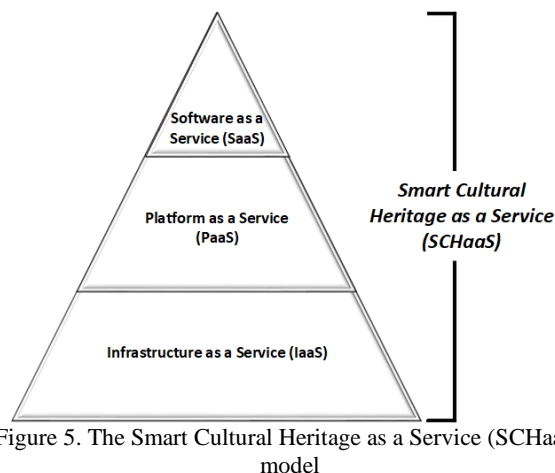 Software as a
Service (SaaS)
Platform as a Service
(PaaS)
Infrastructure as a Service (IaaS)
Smart Cultural
Heritage as a Service
(SCHaaS)
Figure 5. The Smart Cultural Heritage as a Service (SCHaa
model